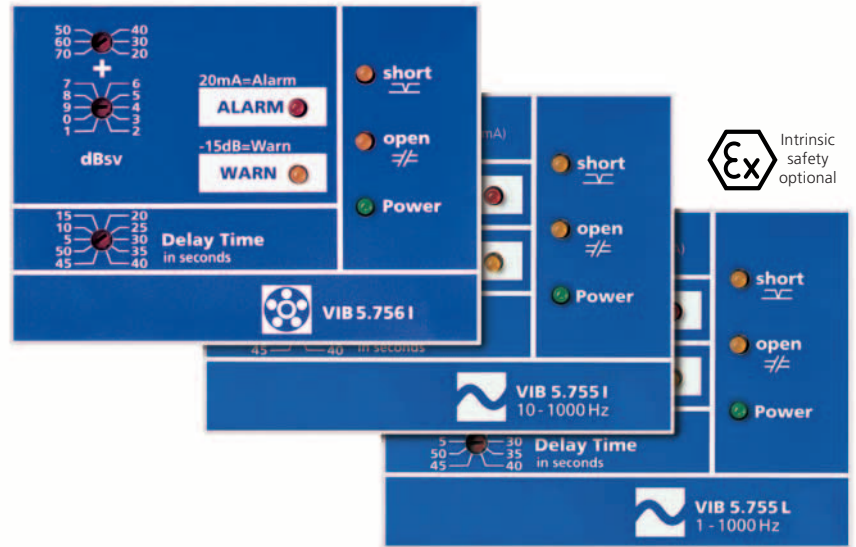 50 40
60 30
70 20
+
7 6
8 5
9 4
0 3
1 2
dBsv
20mA=Alarm
ALARM
-15dB=Warn
WARN
short
open
Power
15 20
10 25
5 30
50 35
45 40
Delay Time
in seconds
VIB 5.756 I
mA)
short
open
Power
45 40
in seconds
VIB 5.755 I
10 - 1000 Hz
Ex
Intrinsic
safety
optional
A)
short
open
Power
5 30
50 35
45 40
Delay Time
in seconds
VIB 5.755 L
1 - 1000 Hz